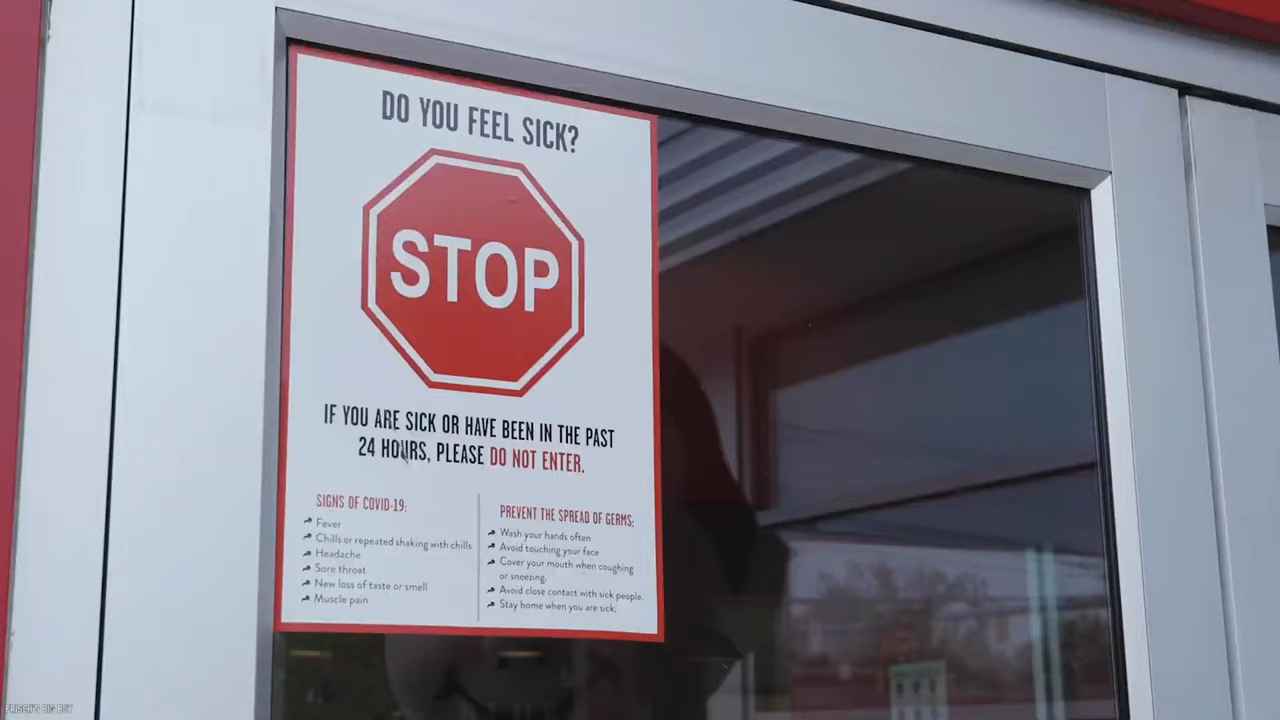 DO YOU FEEL SICK?
STOP
IF YOU ARE SICK OR HAVE BEEN IN THE PAST
24 HOURS, PLEASE DO NOT ENTER.
SIGNS OF COVID-19:
Fever
Chills or repeated shaking with chills
Headache
Sore throat
New loss of taste or smell
Muscle pain
PREVENT THE SPREAD OF GERMS:
Wash your hands often
Avoid touching your face
Cover your mouth when coughing
or sneezing.
Avoid close contact with sick people.
Stay home when you are sick.
FRISCH'S BIG BOY